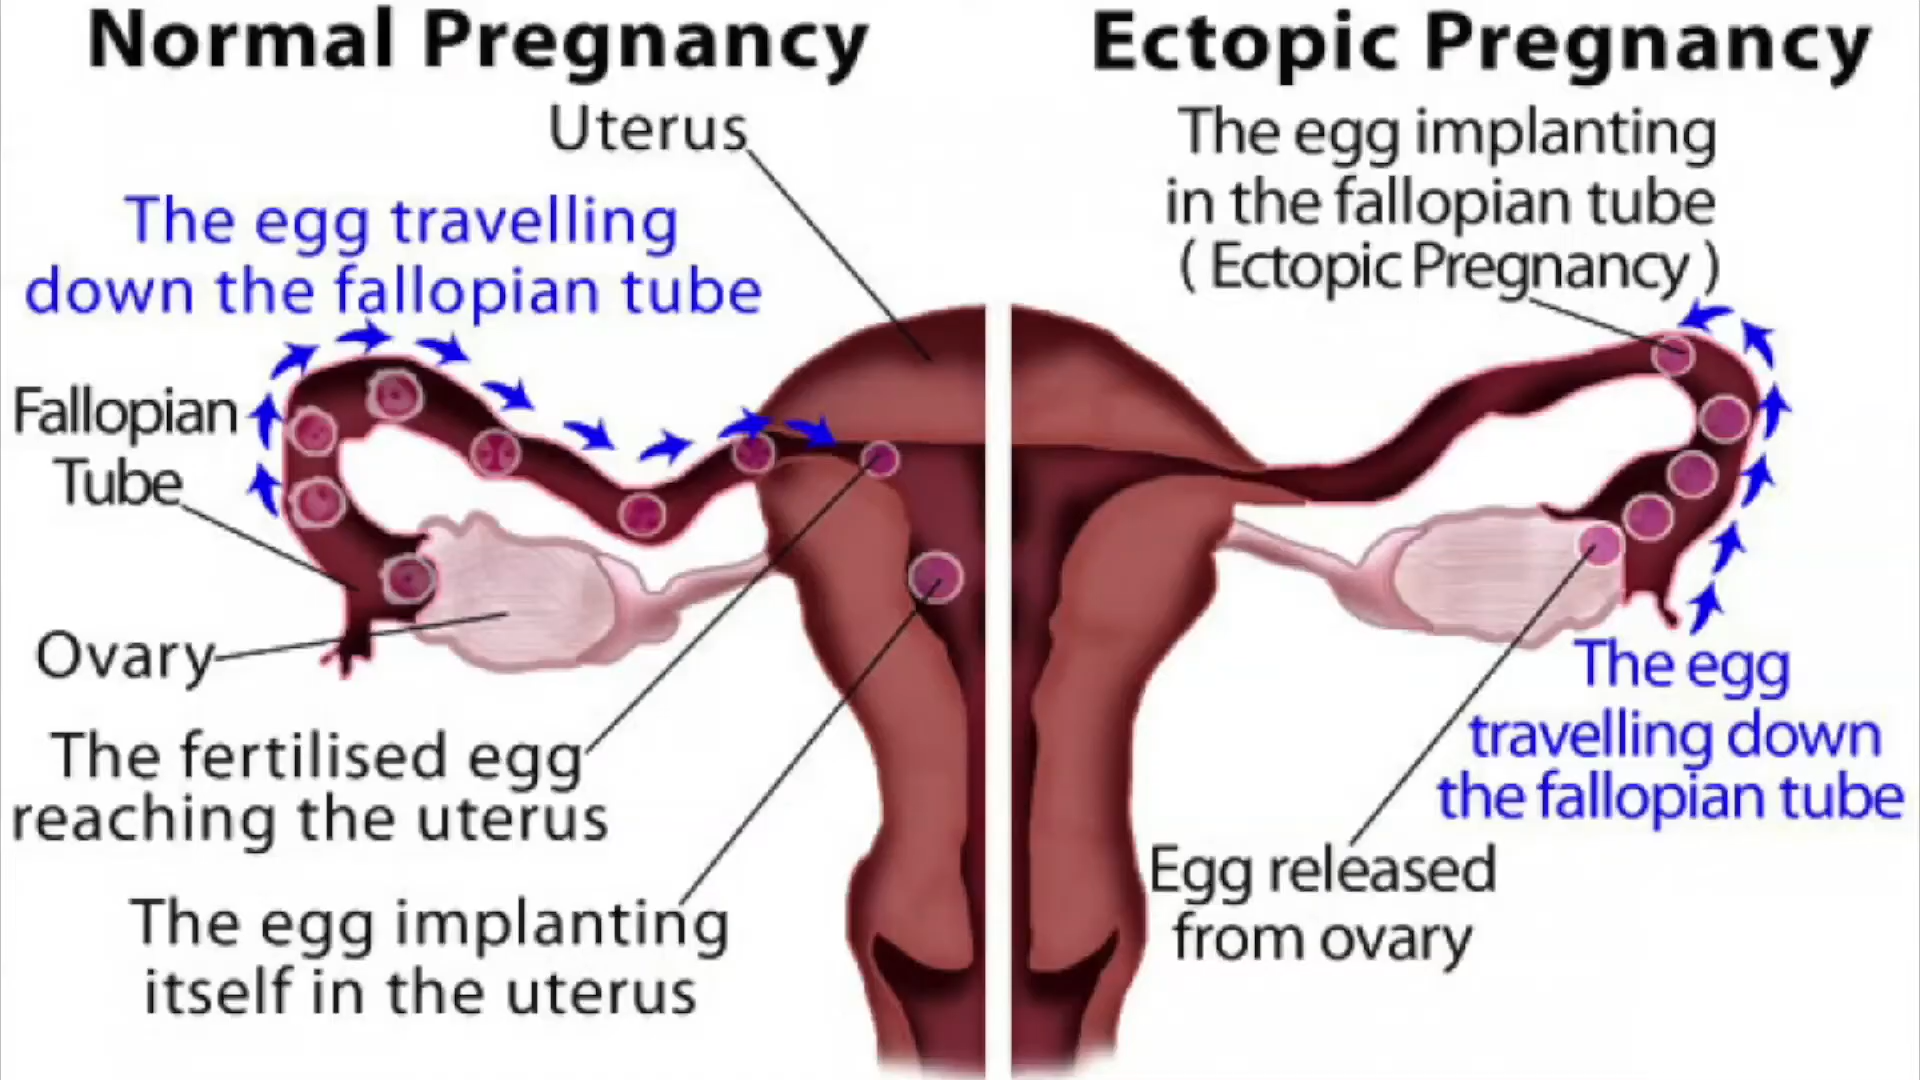 Normal Pregnancy
Uterus
The egg travelling
down the fallopian tube
Fallopian
Tube
Ovary
The fertilised egg
reaching the uterus
The egg implanting
itself in the uterus
Ectopic Pregnancy
The egg implanting
in the fallopian tube
( Ectopic Pregnancy )
The egg
travelling down
the fallopian tube
Egg released
from ovary